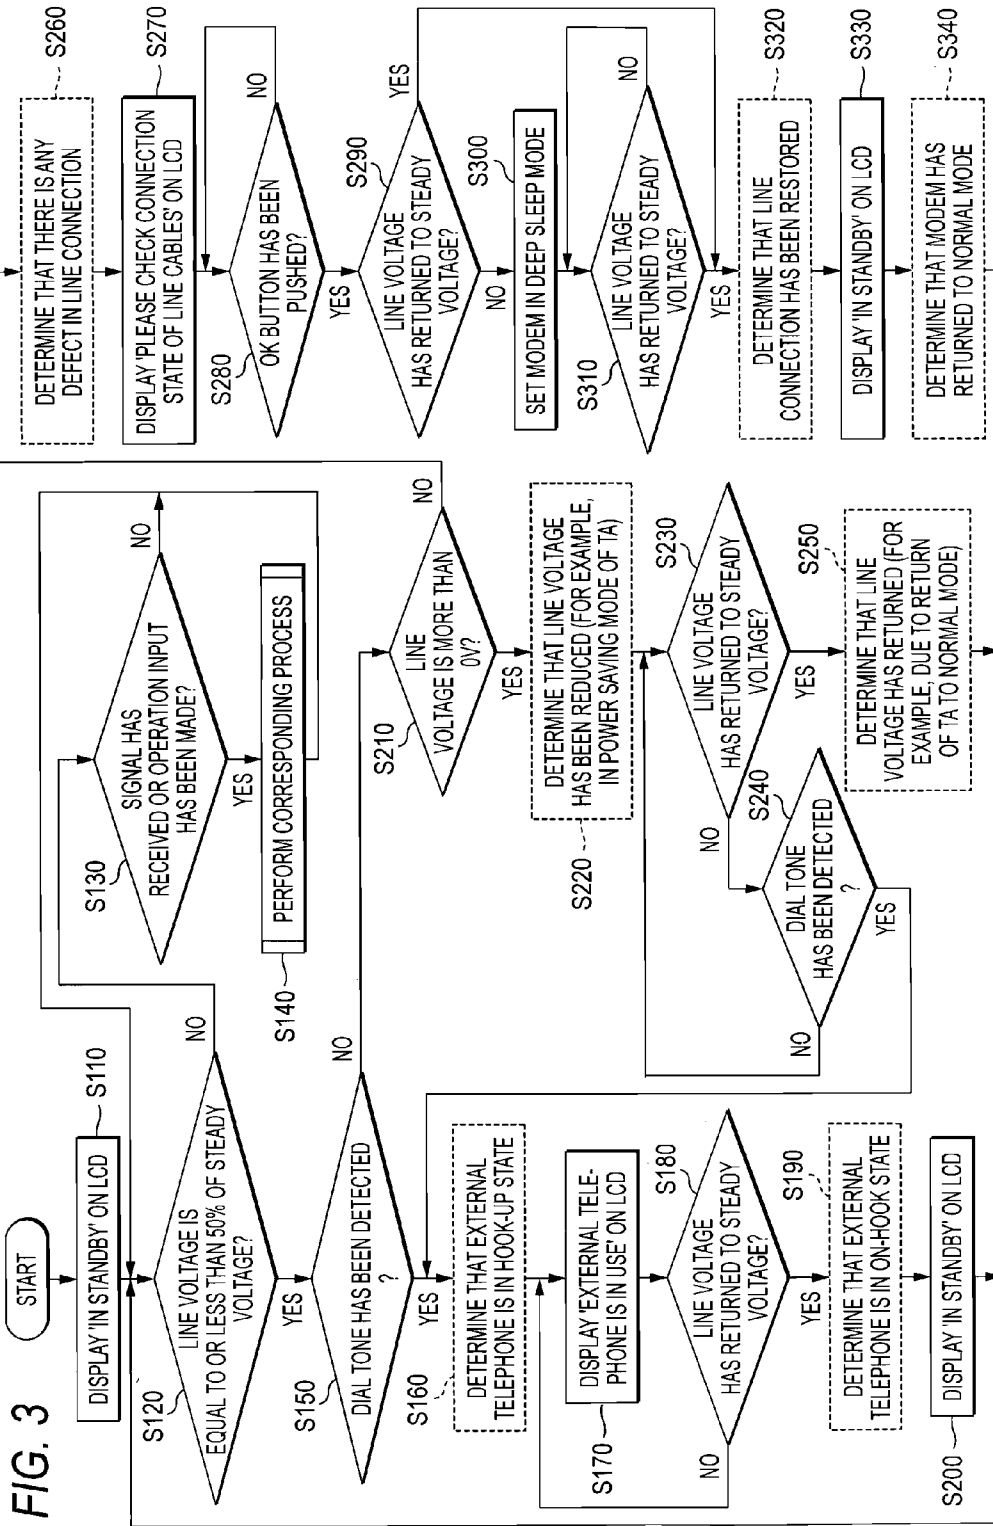 FIG. 3
START
DISPLAY 'IN STANDBY' ON LCD
S110
LINE VOLTAGE IS
EQUAL TO OR LESS THAN 50% OF STEADY
VOLTAGE?
S120
NO
YES
SIGNAL HAS
RECEIVED OR OPERATION INPUT
HAS BEEN MADE?
S130
NO
YES
PERFORM CORRESPONDING PROCESS
S140
DIAL TONE HAS BEEN DETECTED
?
S150
NO
YES
DETERMINE THAT EXTERNAL
TELEPHONE IS IN HOOK-UP STATE
S160
DISPLAY 'EXTERNAL TELE-
PHONE IS IN USE' ON LCD
S170
LINE VOLTAGE
HAS RETURNED TO STEADY
VOLTAGE?
S180
NO
YES
DETERMINE THAT EXTERNAL
TELEPHONE IS IN ON-HOOK STATE
S190
DISPLAY 'IN STANDBY' ON LCD
S200
LINE
VOLTAGE IS MORE THAN
0V?
S210
NO
YES
DETERMINE THAT LINE VOLTAGE
HAS BEEN REDUCED (FOR EXAMPLE,
IN POWER SAVING MODE OF TA)
S220
LINE VOLTAGE
HAS RETURNED TO STEADY
VOLTAGE?
S230
NO
YES
DIAL TONE
HAS BEEN DETECTED
?
S240
NO
YES
DETERMINE THAT LINE
VOLTAGE HAS RETURNED (FOR
EXAMPLE, DUE TO RETURN
OF TA TO NORMAL MODE)
S250
DETERMINE THAT THERE IS ANY
DEFECT IN LINE CONNECTION
S260
DISPLAY 'PLEASE CHECK CONNECTION
STATE OF LINE CABLES' ON LCD
S270
OK BUTTON HAS BEEN
PUSHED?
S280
NO
YES
LINE VOLTAGE
HAS RETURNED TO STEADY
VOLTAGE?
S290
YES
NO
SET MODEM IN DEEP SLEEP MODE
S300
LINE VOLTAGE
HAS RETURNED TO STEADY
VOLTAGE?
S310
NO
YES
DETERMINE THAT LINE
CONNECTION HAS BEEN RESTORED
S320
DISPLAY 'IN STANDBY' ON LCD
S330
DETERMINE THAT MODEM HAS
RETURNED TO NORMAL MODE
S340